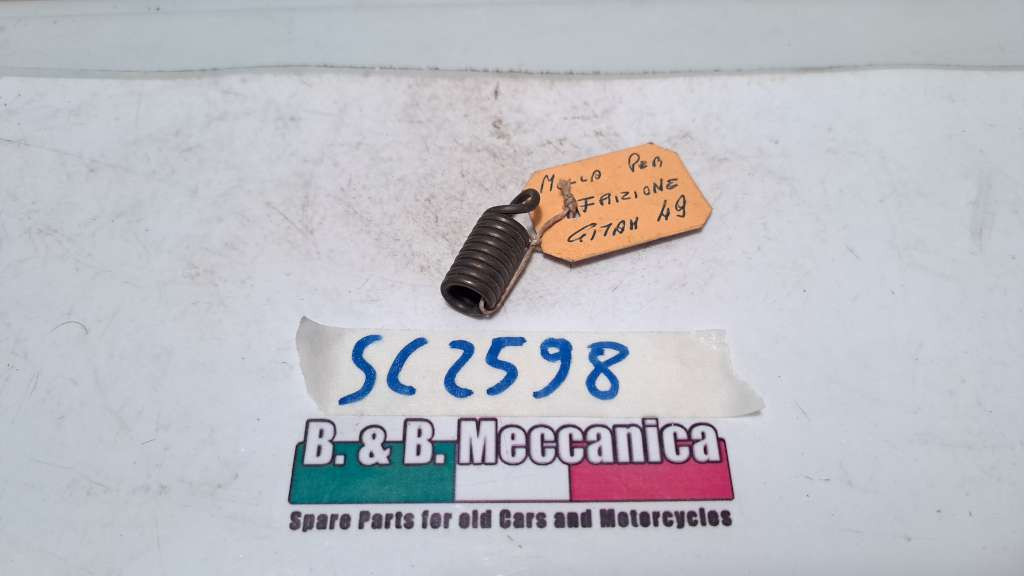 MOLLA PER
FRIZIONE
GITAN 49
SC2598
B. & B. Meccanica
Spare Parts for old Cars and Motorcycles